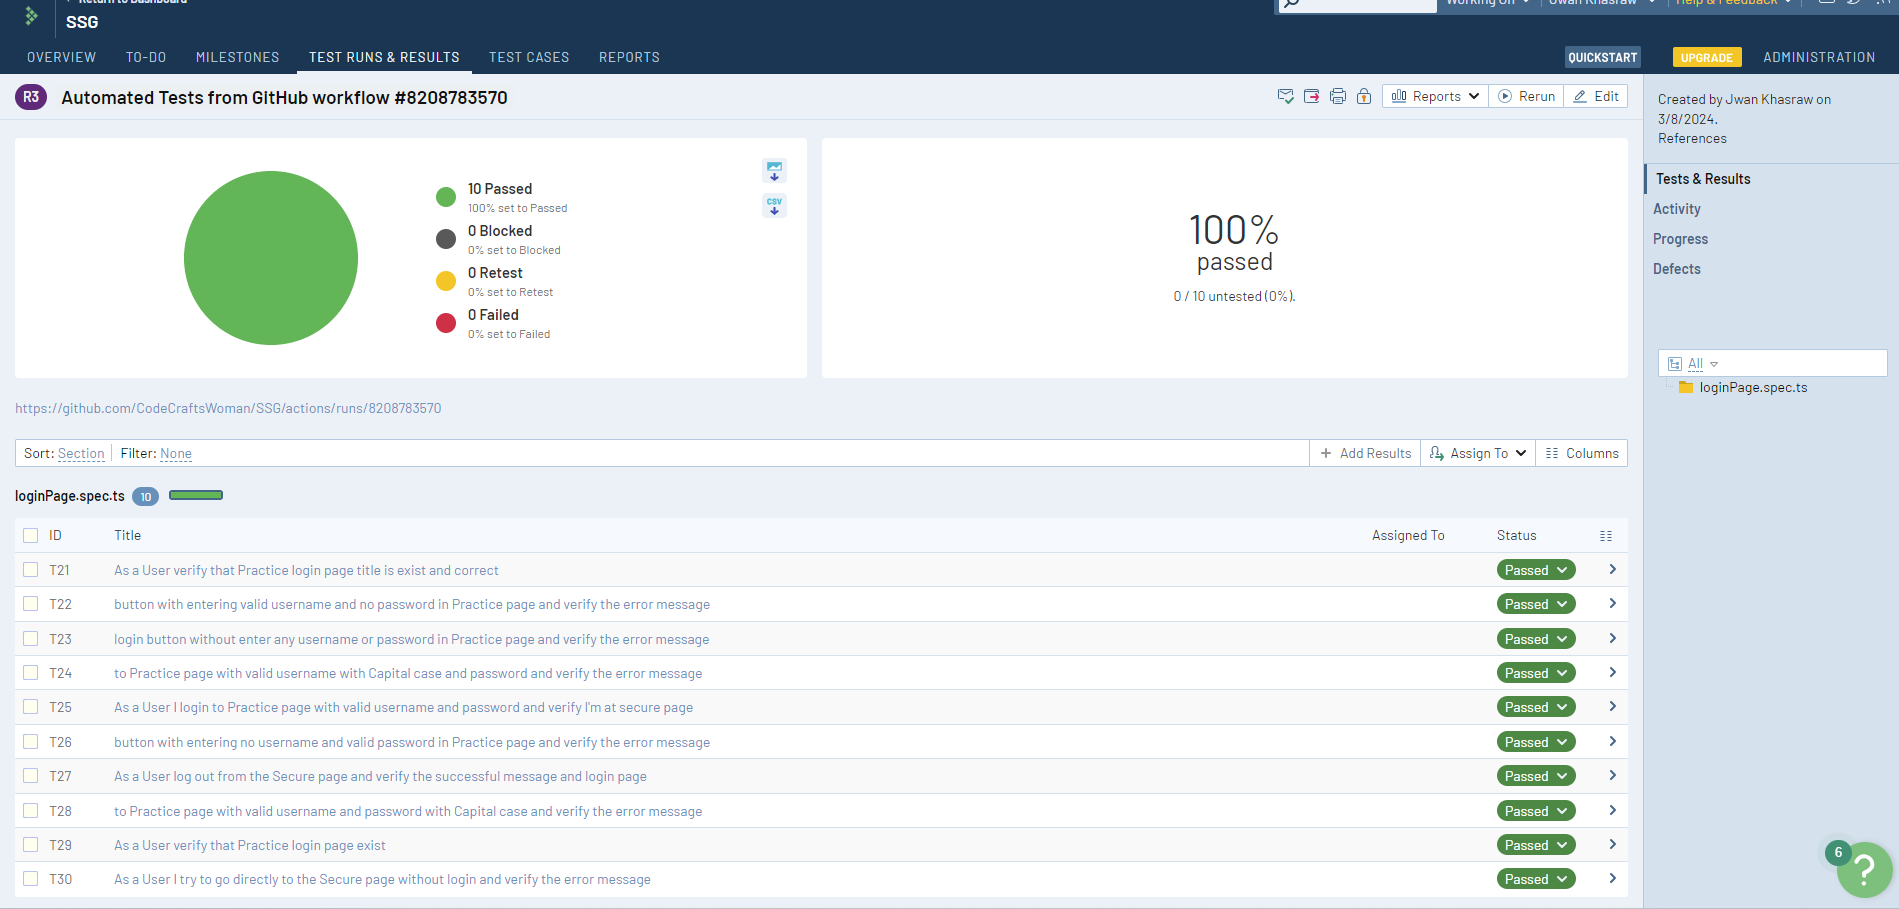 Return to Dashboard
SSG
Working On
Jwan Khasraw
Help & Feedback
OVERVIEW TO-DO MILESTONES TEST RUNS & RESULTS TEST CASES REPORTS QUICKSTART UPGRADE ADMINISTRATION
R3 Automated Tests from GitHub workflow #8208783570
Reports Rerun Edit
Created by Jwan Khasraw on
3/8/2024.
References
Tests & Results
Activity
Progress
Defects
All
loginPage.spec.ts
10 Passed
100% set to Passed
0 Blocked
0% set to Blocked
0 Retest
0% set to Retest
0 Failed
0% set to Failed
CSV
100%
passed
0 / 10 untested (0%).
https://github.com/CodeCraftsWoman/SSG/actions/runs/8208783570
Sort: Section Filter: None Add Results Assign To Columns
loginPage.spec.ts 10
ID Title Assigned To Status
T21 As a User verify that Practice login page title is exist and correct Passed
T22 button with entering valid username and no password in Practice page and verify the error message Passed
T23 login button without enter any username or password in Practice page and verify the error message Passed
T24 to Practice page with valid username with Capital case and password and verify the error message Passed
T25 As a User I login to Practice page with valid username and password and verify I'm at secure page Passed
T26 button with entering no username and valid password in Practice page and verify the error message Passed
T27 As a User log out from the Secure page and verify the successful message and login page Passed
T28 to Practice page with valid username and password with Capital case and verify the error message Passed
T29 As a User verify that Practice login page exist Passed
T30 As a User I try to go directly to the Secure page without login and verify the error message Passed
6
?